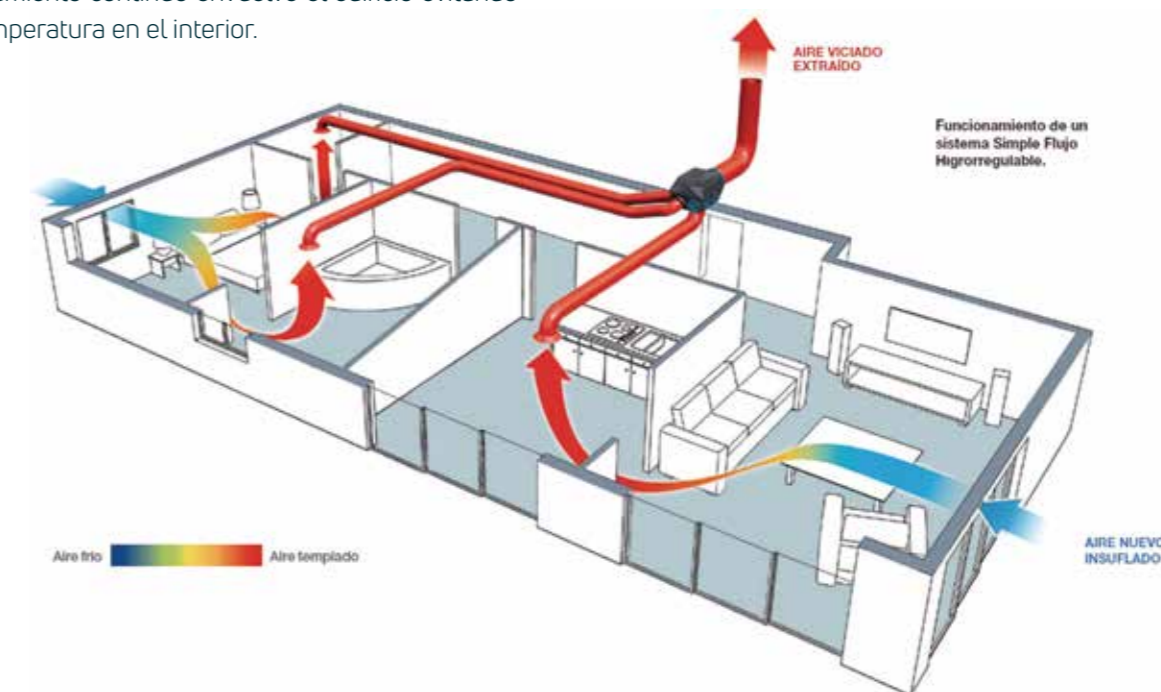 temperatura en el interior.
AIRE VICIADO
EXTRAÍDO
Funcionamiento de un
sistema Simple Flujo
Higrorregulable.
Aire frío
Aire templado
AIRE NUEVO
INSUFLADO